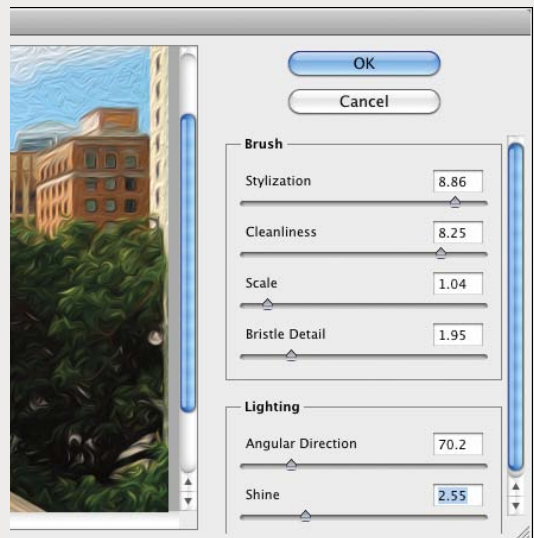 OK
Cancel
Brush
Stylization 8.86
Cleanliness 8.25
Scale 1.04
Bristle Detail 1.95
Lighting
Angular Direction 70.2
Shine 2.55